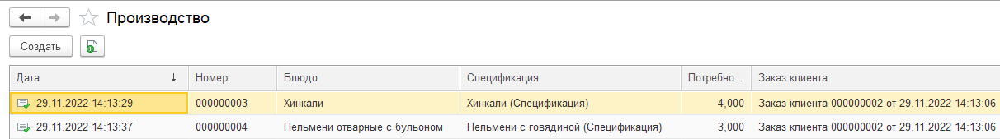 Производство
Создать
Дата ↓ Номер Блюдо Спецификация Потребно... Заказ клиента
29.11.2022 14:13:29 000000003 Хинкали Хинкали (Спецификация) 4,000 Заказ клиента 000000002 от 29.11.2022 14:13:06
29.11.2022 14:13:37 000000004 Пельмени отварные с бульоном Пельмени с говядиной (Спецификация) 3,000 Заказ клиента 000000002 от 29.11.2022 14:13:06